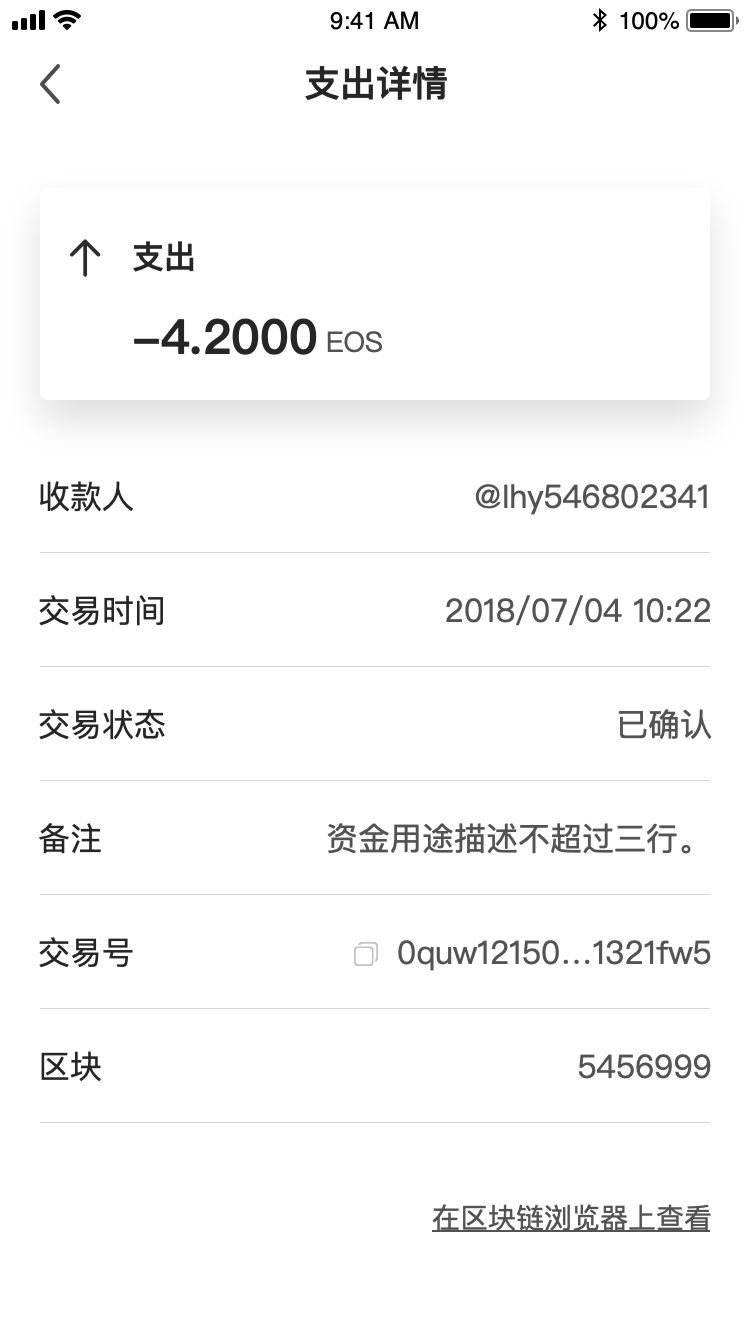 9:41 AM 100%
支出详情
支出
–4.2000 EOS
收款人 @lhy546802341
交易时间 2018/07/04 10:22
交易状态 已确认
备注 资金用途描述不超过三行。
交易号 0quw12150...1321fw5
区块 5456999
在区块链浏览器上查看